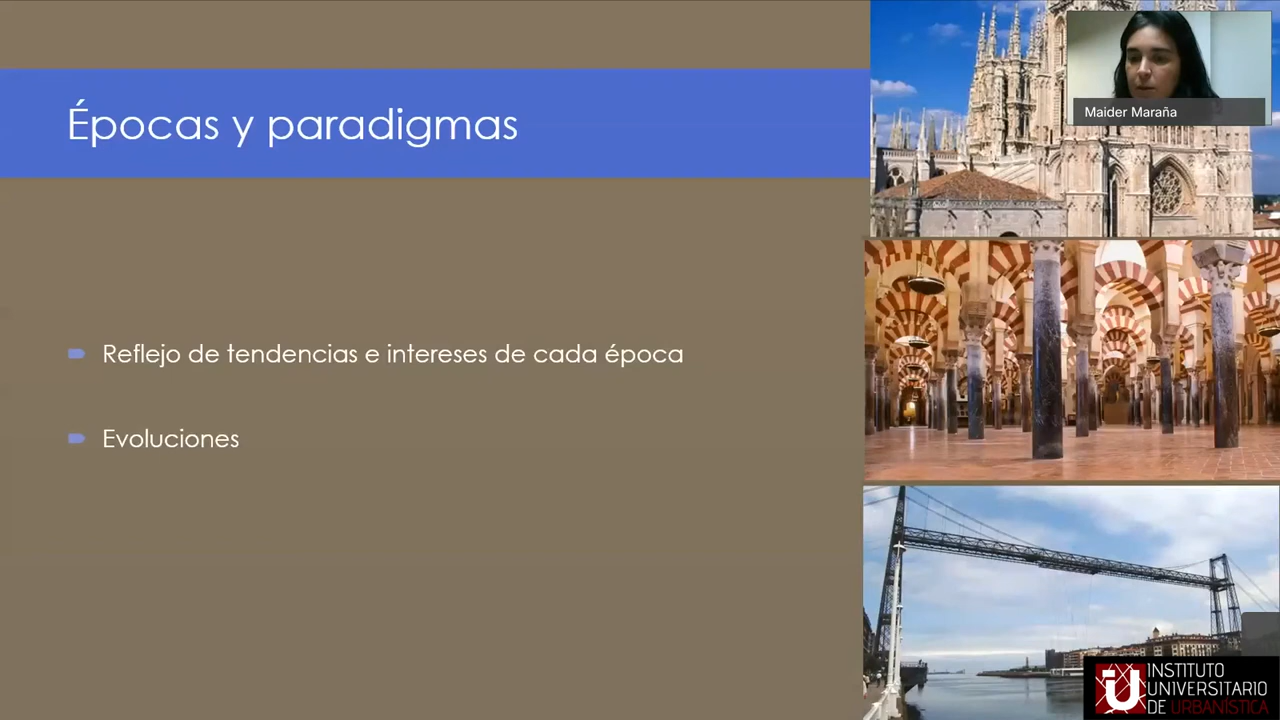 Épocas y paradigmas
Maider Maraña
Reflejo de tendencias e intereses de cada época
Evoluciones
INSTITUTO
UNIVERSITARIO
DE URBANÍSTICA